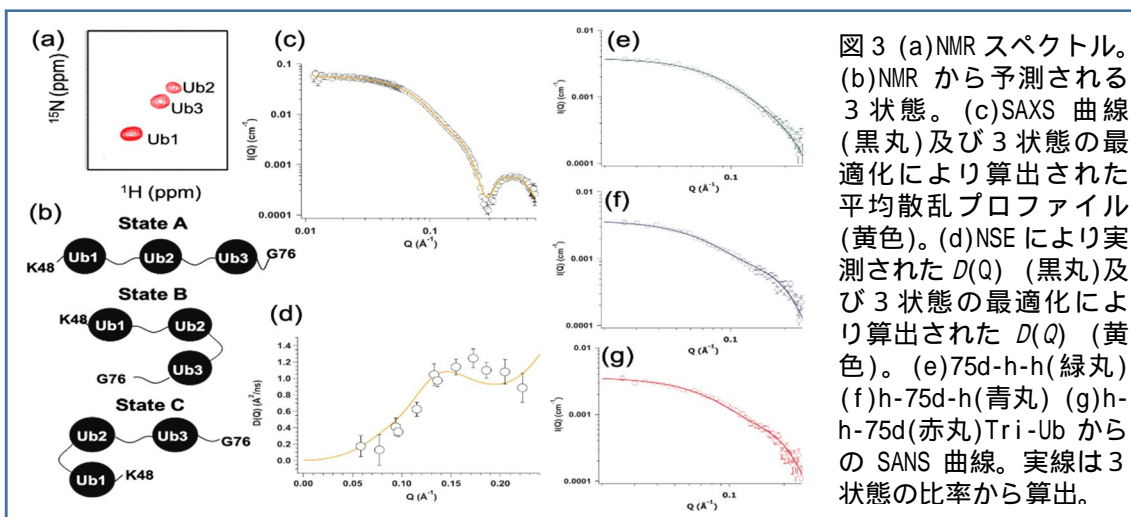 (a)
15N (ppm)
Ub2
Ub3
Ub1
¹H (ppm)
(b)
State A
Ub1
Ub2
Ub3
K48
G76
State B
K48
Ub1
Ub2
Ub3
G76
State C
Ub2
Ub3
G76
Ub1
K48
(c)
0.1
0.01
0.001
0.0001
I(Q) (cm⁻¹)
0.01
0.1
Q (Å⁻¹)
(d)
1.4
1.2
1.0
0.8
0.6
0.4
0.2
0.0
D(Q) (Å²/ns)
0.00
0.05
0.10
0.15
0.20
Q (Å⁻¹)
(e)
0.01
0.001
0.0001
I(Q) (cm⁻¹)
0.1
Q (Å⁻¹)
(f)
0.01
0.001
0.0001
I(Q) (cm⁻¹)
0.1
Q (Å⁻¹)
(g)
0.01
0.001
0.0001
I(Q) (cm⁻¹)
0.1
Q (Å⁻¹)
図3 (a)NMRスペクトル。
(b)NMR から予測される
3状態。(c)SAXS 曲線
(黒丸)及び3状態の最
適化により算出された
平均散乱プロファイル
(黄色)。(d)NSEにより実
測された D(Q) (黒丸)及
び3状態の最適化によ
り算出された D(Q) (黄
色)。(e)75d-h-h(緑丸)
(f)h-75d-h(青丸) (g)h-
h-75d(赤丸)Tri-Ub から
の SANS 曲線。実線は3
状態の比率から算出。